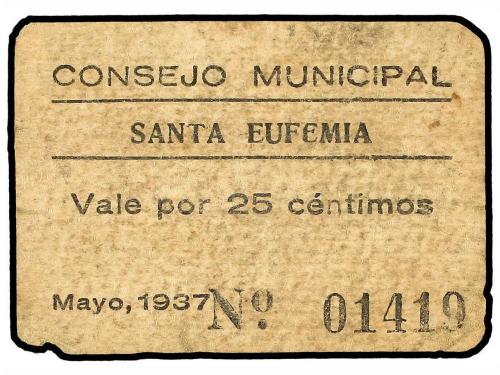 CONSEJO MUNICIPAL
SANTA EUFEMIA
Vale por 25 céntimos
Mayo, 1937 Nº. 01419